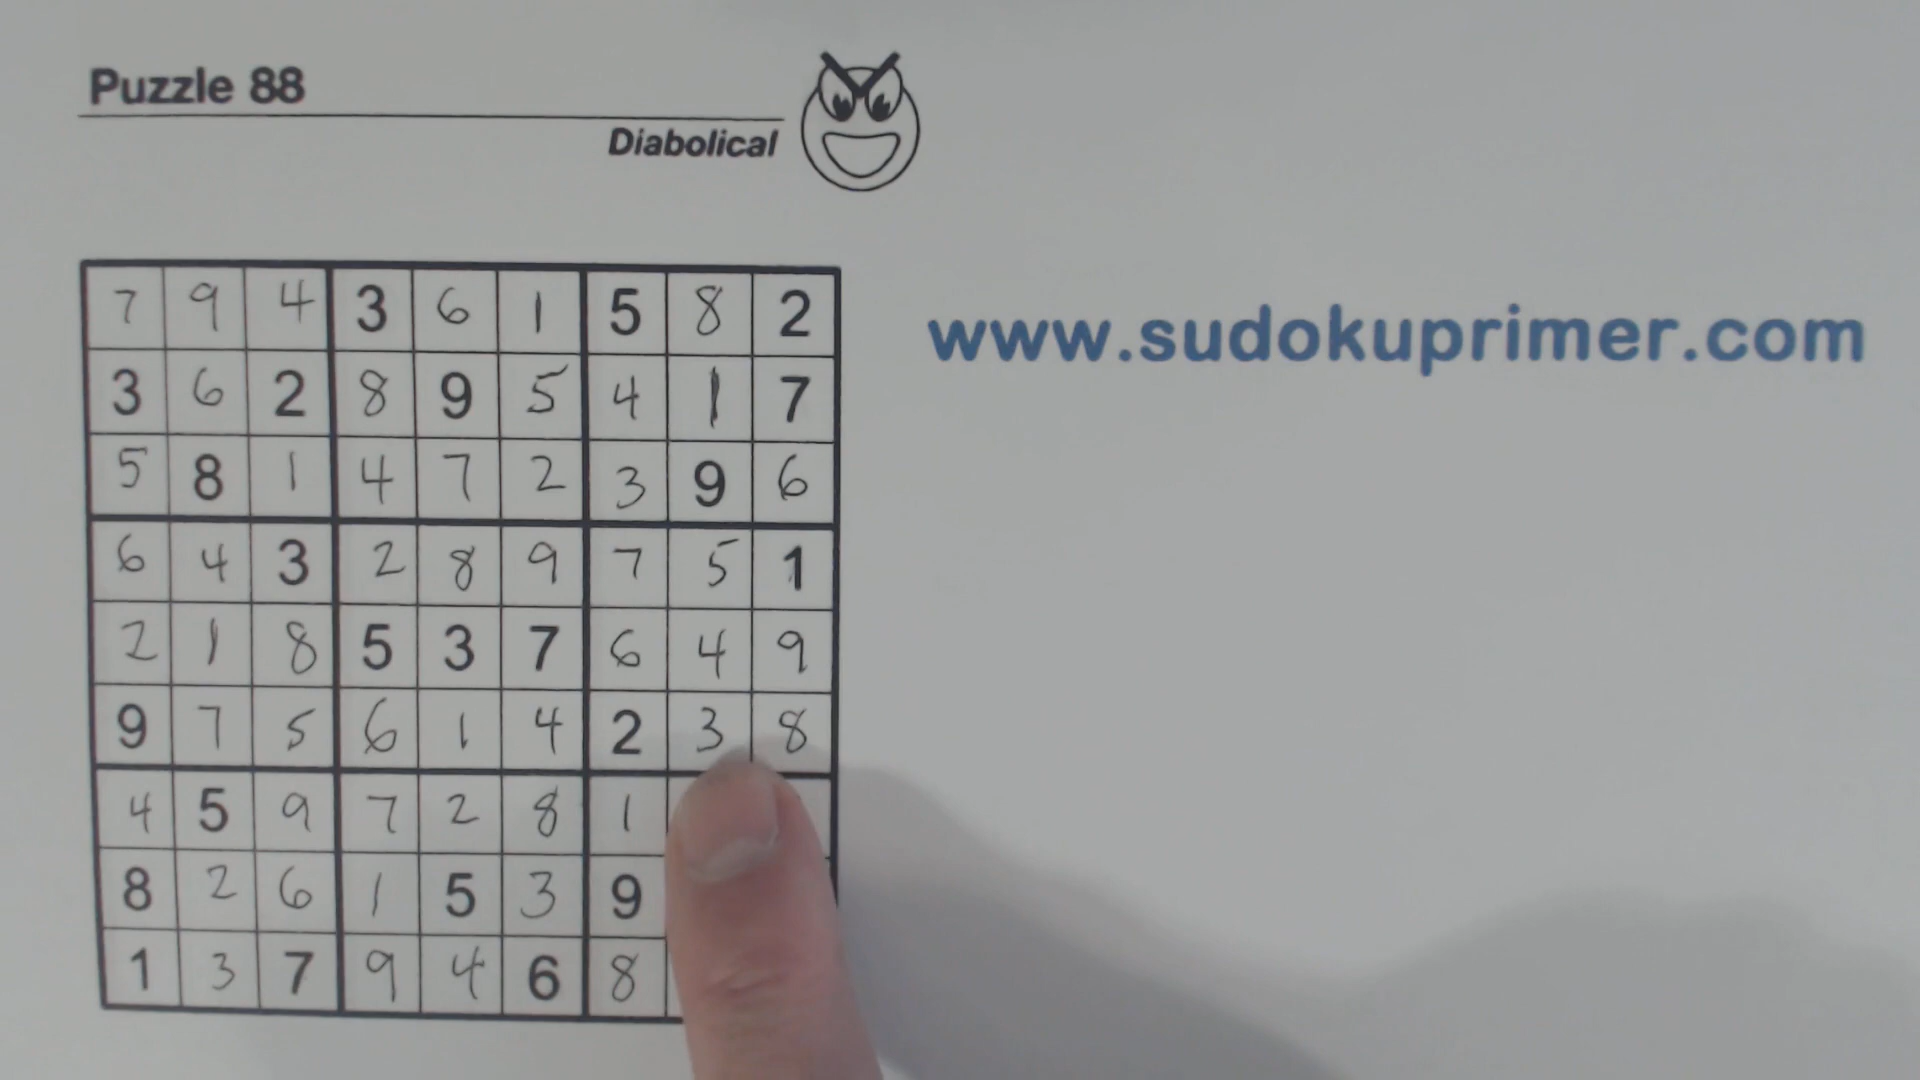 Puzzle 88
Diabolical
www.sudokuprimer.com
7 9 4 3 6 1 5 8 2
3 6 2 8 9 5 4 1 7
5 8 1 4 7 2 3 9 6
6 4 3 2 8 9 7 5 1
2 1 8 5 3 7 6 4 9
9 7 5 6 1 4 2 3 8
4 5 9 7 2 8 1
8 2 6 1 5 3 9
1 3 7 9 4 6 8